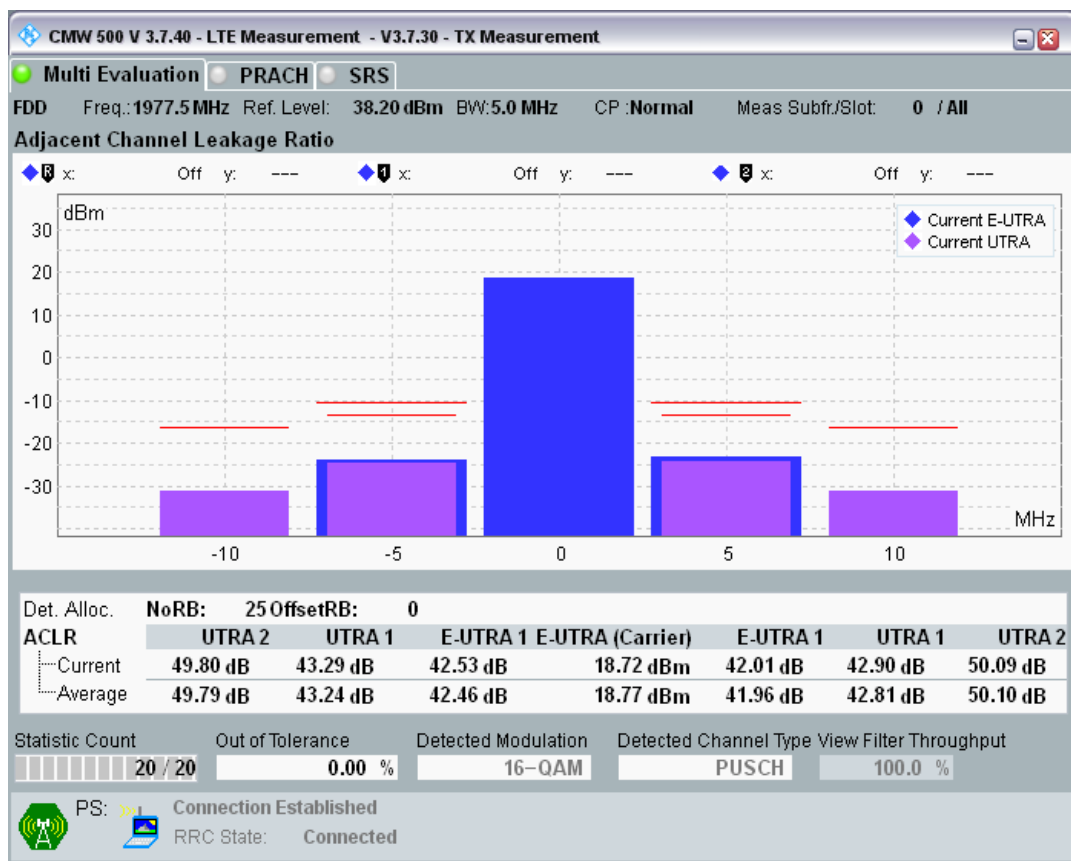 CMW 500 V 3.7.40 - LTE Measurement - V3.7.30 - TX Measurement
Multi Evaluation PRACH SRS
FDD Freq.: 1977.5 MHz Ref. Level: 38.20 dBm BW: 5.0 MHz CP :Normal Meas Subfr./Slot: 0 / All
Adjacent Channel Leakage Ratio
R x: Off y: --- 1 x: Off y: --- 2 x: Off y: ---
dBm
Current E-UTRA
Current UTRA
30
20
10
0
-10
-20
-30
MHz
-10 -5 0 5 10
Det. Alloc. NoRB: 25 OffsetRB: 0
ACLR UTRA 2 UTRA 1 E-UTRA 1 E-UTRA (Carrier) E-UTRA 1 UTRA 1 UTRA 2
Current 49.80 dB 43.29 dB 42.53 dB 18.72 dBm 42.01 dB 42.90 dB 50.09 dB
Average 49.79 dB 43.24 dB 42.46 dB 18.77 dBm 41.96 dB 42.81 dB 50.10 dB
Statistic Count Out of Tolerance Detected Modulation Detected Channel Type View Filter Throughput
20 / 20 0.00 % 16-QAM PUSCH 100.0 %
PS: Connection Established
RRC State: Connected